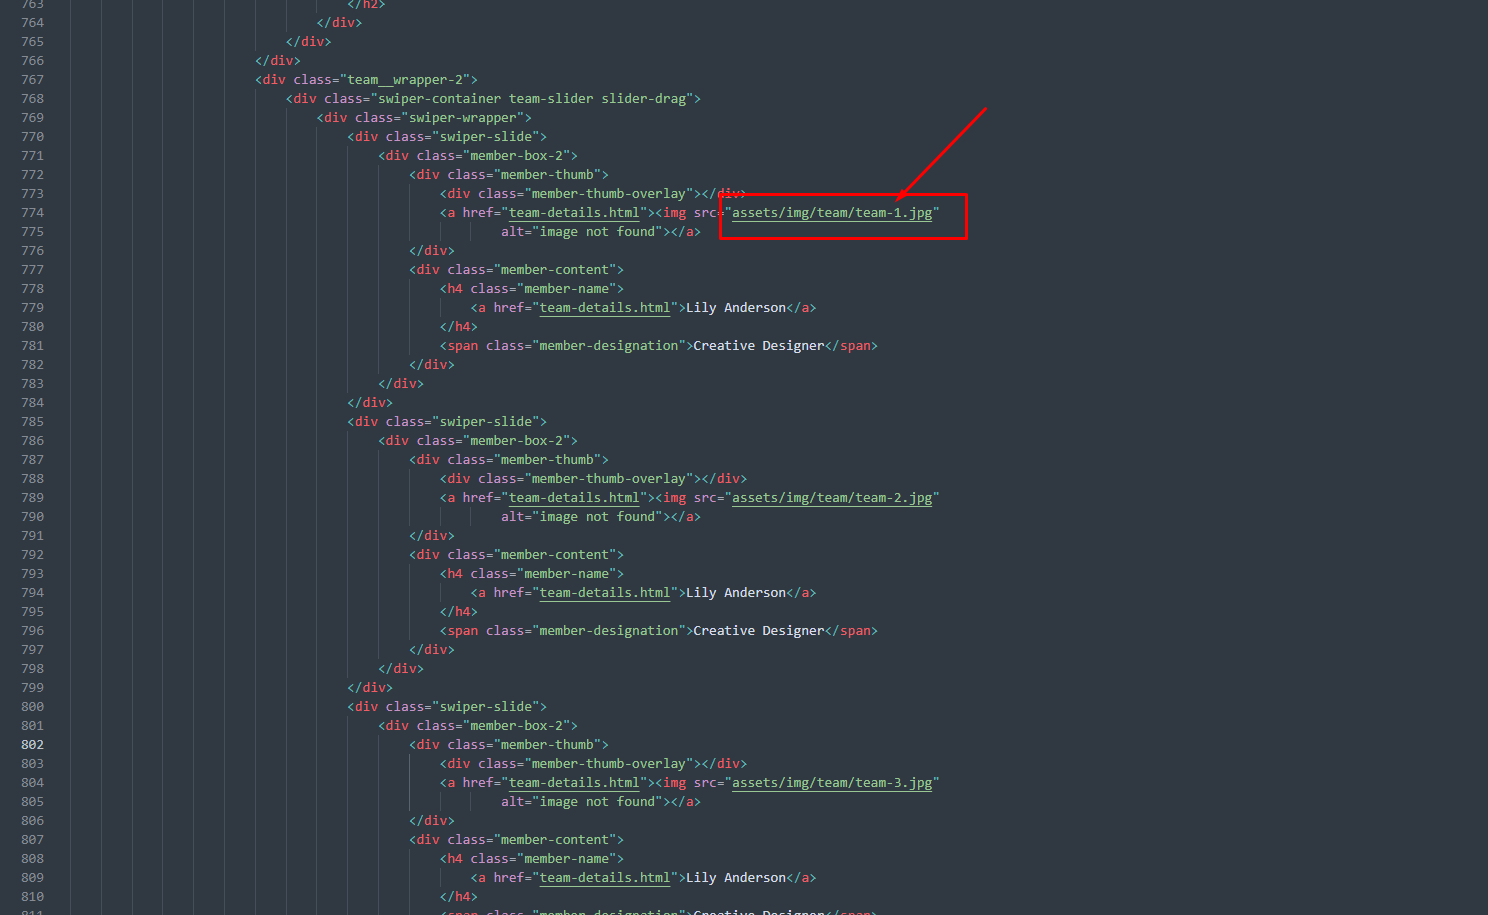 763 </h2>
764 </div>
765 </div>
766 </div>
767 <div class="team__wrapper-2">
768 <div class="swiper-container team-slider slider-drag">
769 <div class="swiper-wrapper">
770 <div class="swiper-slide">
771 <div class="member-box-2">
772 <div class="member-thumb">
773 <div class="member-thumb-overlay"></div>
774 <a href="team-details.html"><img src="assets/img/team/team-1.jpg"
775 alt="image not found"></a>
776 </div>
777 <div class="member-content">
778 <h4 class="member-name">
779 <a href="team-details.html">Lily Anderson</a>
780 </h4>
781 <span class="member-designation">Creative Designer</span>
782 </div>
783 </div>
784 </div>
785 <div class="swiper-slide">
786 <div class="member-box-2">
787 <div class="member-thumb">
788 <div class="member-thumb-overlay"></div>
789 <a href="team-details.html"><img src="assets/img/team/team-2.jpg"
790 alt="image not found"></a>
791 </div>
792 <div class="member-content">
793 <h4 class="member-name">
794 <a href="team-details.html">Lily Anderson</a>
795 </h4>
796 <span class="member-designation">Creative Designer</span>
797 </div>
798 </div>
799 </div>
800 <div class="swiper-slide">
801 <div class="member-box-2">
802 <div class="member-thumb">
803 <div class="member-thumb-overlay"></div>
804 <a href="team-details.html"><img src="assets/img/team/team-3.jpg"
805 alt="image not found"></a>
806 </div>
807 <div class="member-content">
808 <h4 class="member-name">
809 <a href="team-details.html">Lily Anderson</a>
810 </h4>
811 <span class="member-designation">Creative Designer</span>